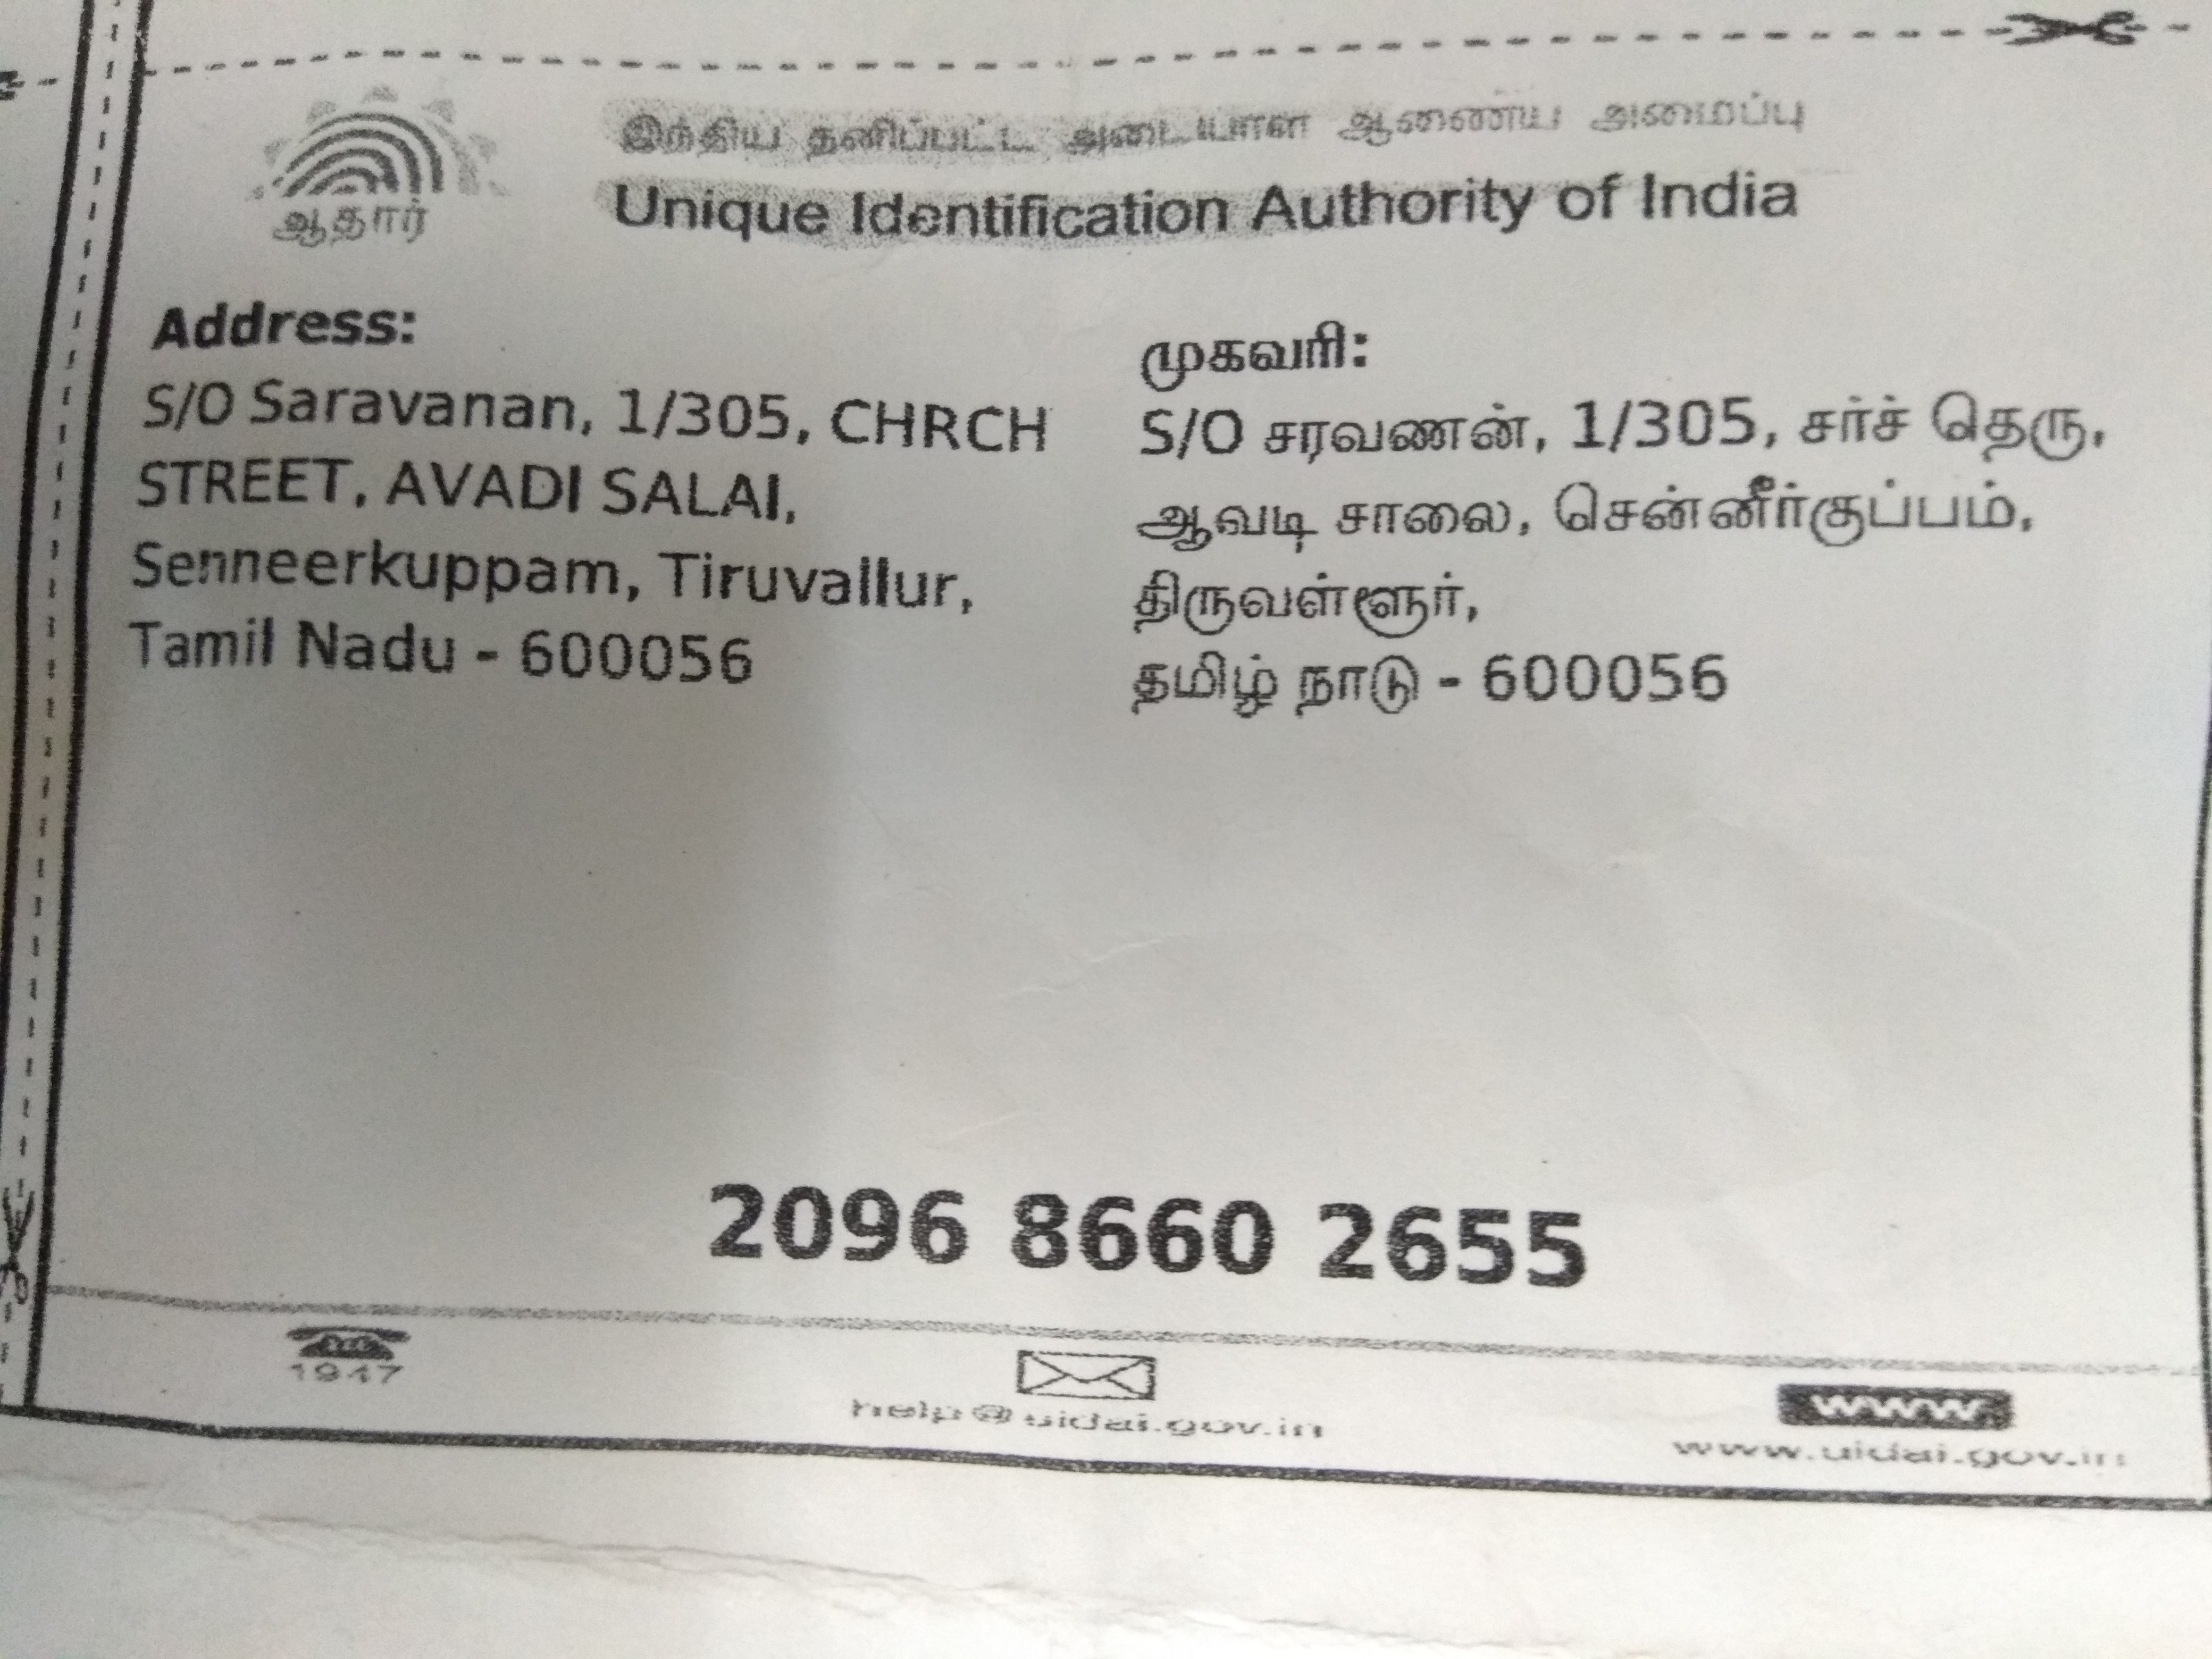 இந்திய தனிப்பட்ட அடையாள ஆணைய அமைப்பு
Unique Identification Authority of India
ஆதார்
Address:
S/O Saravanan, 1/305, CHRCH
STREET, AVADI SALAI,
Senneerkuppam, Tiruvallur,
Tamil Nadu - 600056
முகவரி:
S/O சரவணன், 1/305, சர்ச் தெரு,
ஆவடி சாலை, சென்னீர்குப்பம்,
திருவள்ளூர்,
தமிழ் நாடு - 600056
2096 8660 2655
1947
help@uidai.gov.in
www
www.uidai.gov.in